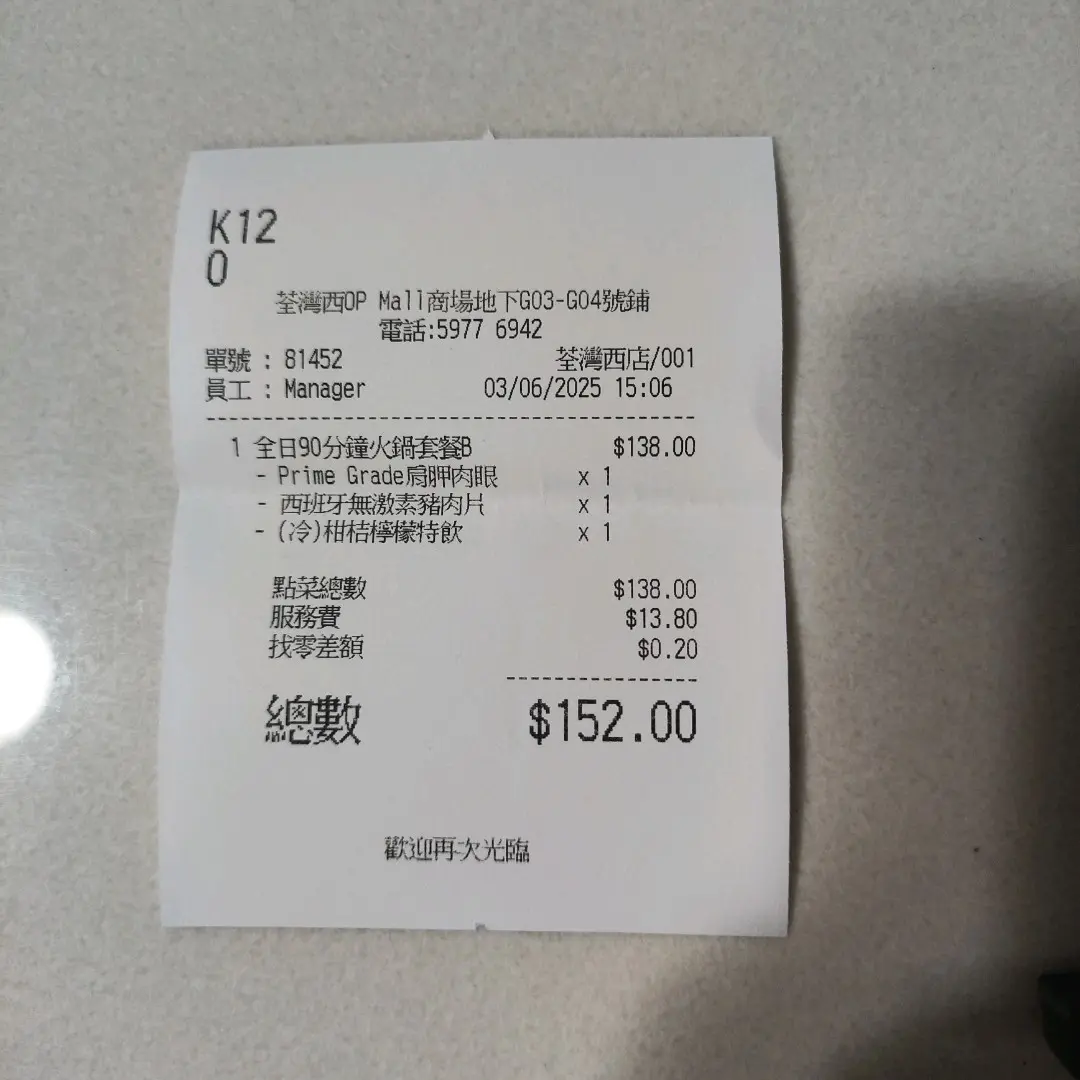 K12
0
荃灣西OP Mall商場地下G03-G04號鋪
電話:5977 6942
單號 : 81452 荃灣西店/001
員工 : Manager 03/06/2025 15:06
1 全日90分鐘火鍋套餐B $138.00
- Prime Grade肩胛肉眼 x 1
- 西班牙無激素豬肉片 x 1
- (冷)柑桔檸檬特飲 x 1
點菜總數 $138.00
服務費 $13.80
找零差額 $0.20
總數 $152.00
歡迎再次光臨